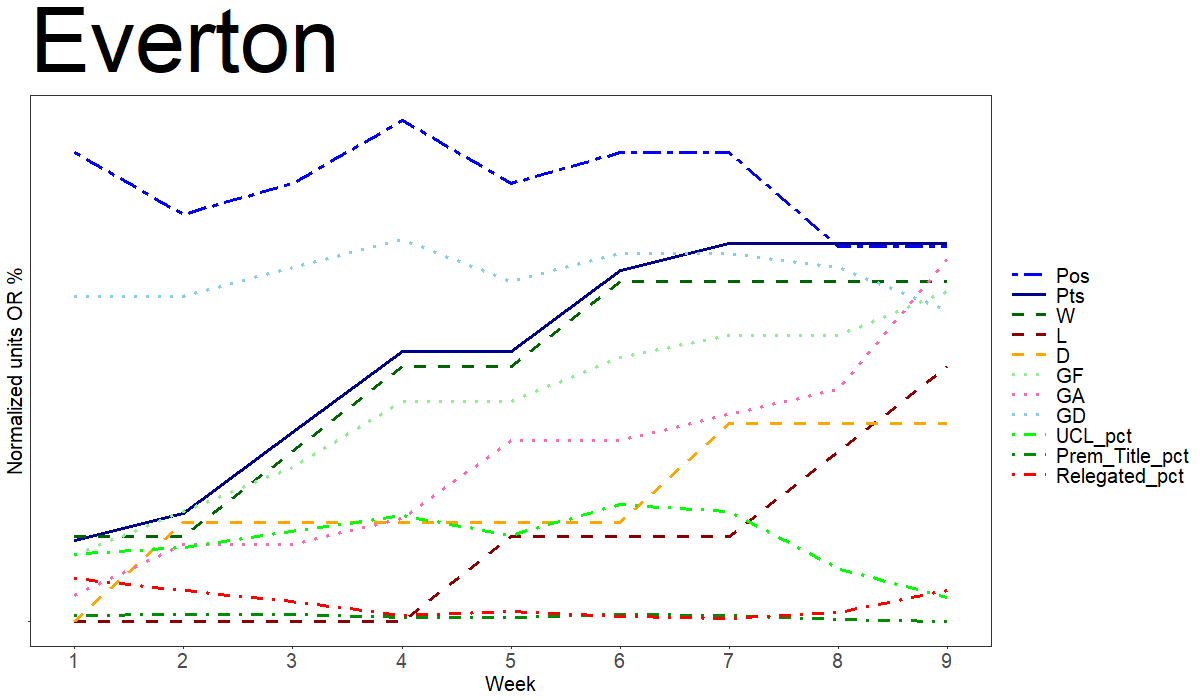 Everton
Normalized units OR %
Pos
Pts
W
L
D
GF
GA
GD
UCL_pct
Prem_Title_pct
Relegated_pct
1 2 3 4 5 6 7 8 9
Week